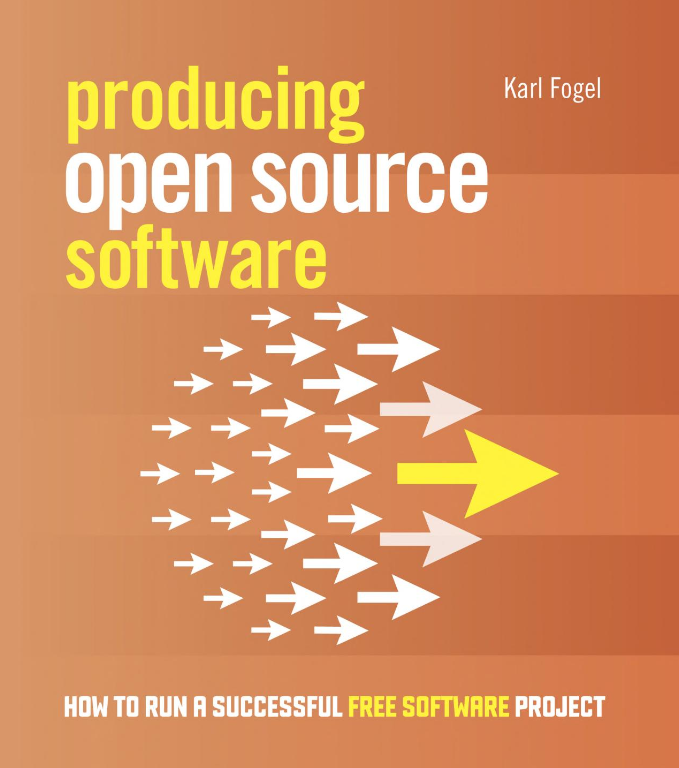 producing
Karl Fogel
open source
software
HOW TO RUN A SUCCESSFUL FREE SOFTWARE PROJECT